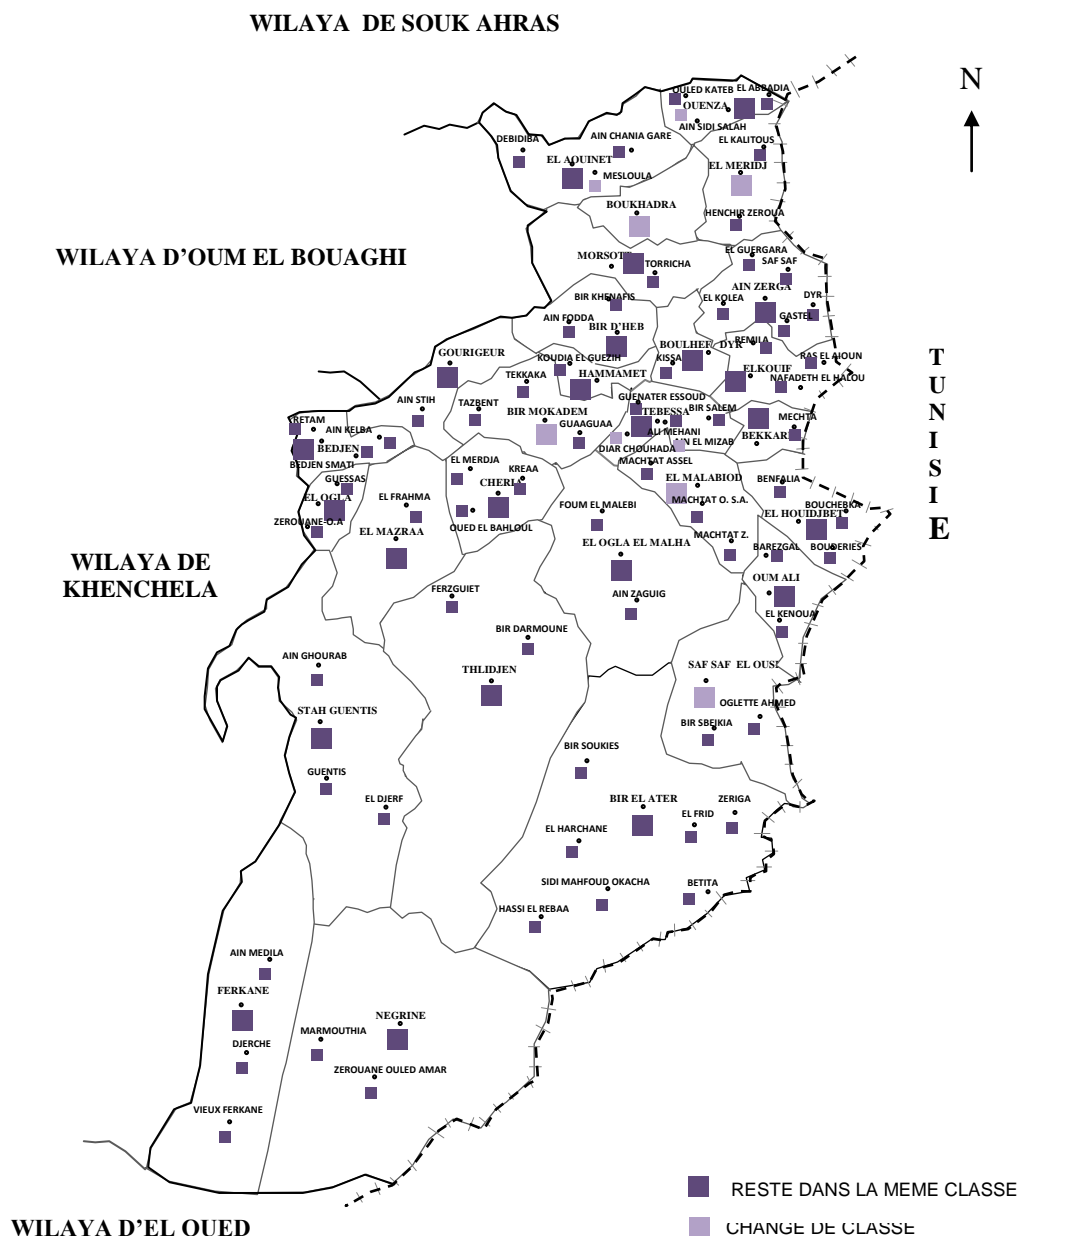 WILAYA DE SOUK AHRAS
N
OULED KATEB
EL ABBADIA
OUENZA
AIN SIDI SALAH
DEBIDIBA
AIN CHANIA GARE
EL KALITOUS
EL AOUINET
EL MERIDJ
MESLOULA
BOUKHADRA
HENCHIR ZEROUA
WILAYA D'OUM EL BOUAGHI
MORSOTT
TORRICHA
EL GUERGARA
SAF SAF
AIN ZERGA
BIR KHENAFIS
EL KOLEA
DYR
AIN FODDA
BIR D'HEB
GASTEL
REMILA
BOULHEF DYR
GOURIGEUR
KOUDIA EL GUEZIH
KISSA
RAS EL AIOUN
TEKKAKA
HAMMAMET
ELKOUIF
NAFADETH EL HALOU
TUNISIE
AIN STIH
TAZBENT
GUENATER ESSOUD
BIR MOKADEM
TEBESSA
BIR SALEM
MECHTA
KRETAM
AIN KELBA
GUAAGUAA
ALI MEHANI
BEKKAR
BEDJEN
DIAR CHOUHADA
AIN EL MIZAB
BEDJEN SMATI
EL MERDJA
KREAA
MACHTAT ASSEL
GUESSAS
CHERIA
EL MALABIOD
BENFALIA
EL OGLA
EL FRAHMA
FOUM EL MALEBI
MACHTAT O. S.A.
BOUCHEBKA
EL HOUIDJBET
ZEROUANE-O.A
EL MAZRAA
OUED EL BAHLOUL
EL OGLA EL MALHA
MACHTAT Z.
BAREZGAL
BOUDERIES
WILAYA DE
KHENCHELA
FERZGUIET
AIN ZAGUIG
OUM ALI
EL KENOUA
BIR DARMOUNE
AIN GHOURAB
THLIDJEN
SAF SAF EL OUS
STAH GUENTIS
OGLETTE AHMED
BIR SBEIKIA
GUENTIS
BIR SOUKIES
EL DJERF
BIR EL ATER
EL FRID
ZERIGA
EL HARCHANE
SIDI MAHFOUD OKACHA
BETITA
HASSI EL REBAA
AIN MEDILA
FERKANE
NEGRINE
DJERCHE
MARMOUTHIA
ZEROUANE OULED AMAR
VIEUX FERKANE
RESTE DANS LA MEME CLASSE
CHANGE DE CLASSE
WILAYA D'EL OUED